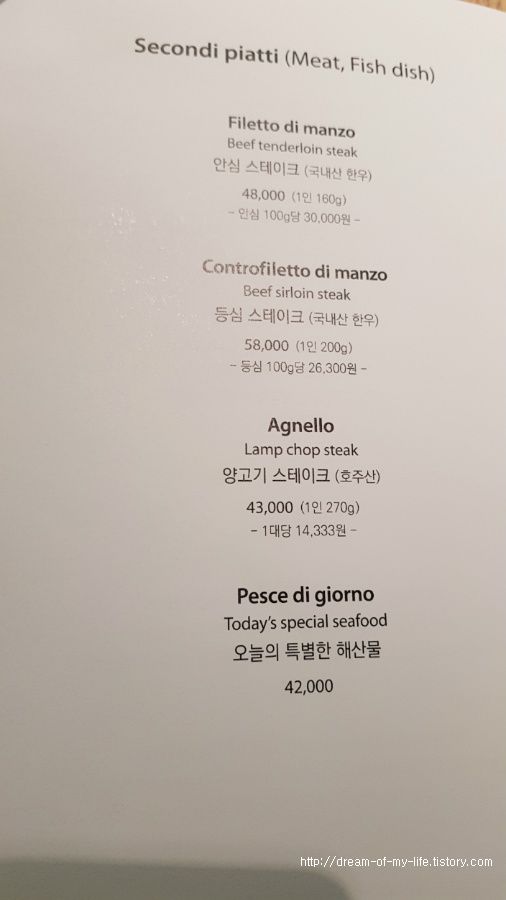 Secondi piatti (Meat, Fish dish)
Filetto di manzo
Beef tenderloin steak
안심 스테이크 (국내산 한우)
48,000 (1인 160g)
- 안심 100g당 30,000원 -
Controfiletto di manzo
Beef sirloin steak
등심 스테이크 (국내산 한우)
58,000 (1인 200g)
- 등심 100g당 26,300원 -
Agnello
Lamp chop steak
양고기 스테이크 (호주산)
43,000 (1인 270g)
- 1대당 14,333원 -
Pesce di giorno
Today's special seafood
오늘의 특별한 해산물
42,000
http://dream-of-my-life.tistory.com